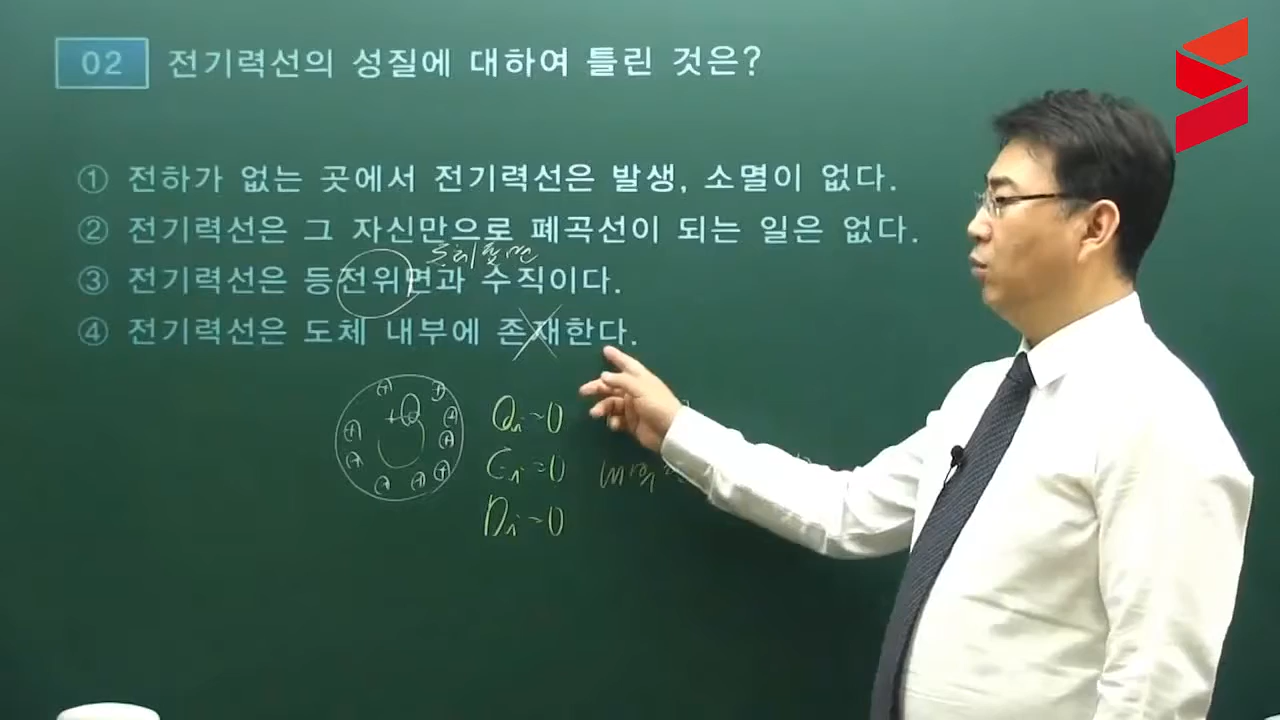 02 전기력선의 성질에 대하여 틀린 것은?
① 전하가 없는 곳에서 전기력선은 발생, 소멸이 없다.
② 전기력선은 그 자신만으로 폐곡선이 되는 일은 없다.
도체표면
③ 전기력선은 등전위면과 수직이다.
④ 전기력선은 도체 내부에 존재한다.
+Q
Qi=0
Ei=0
Di=0